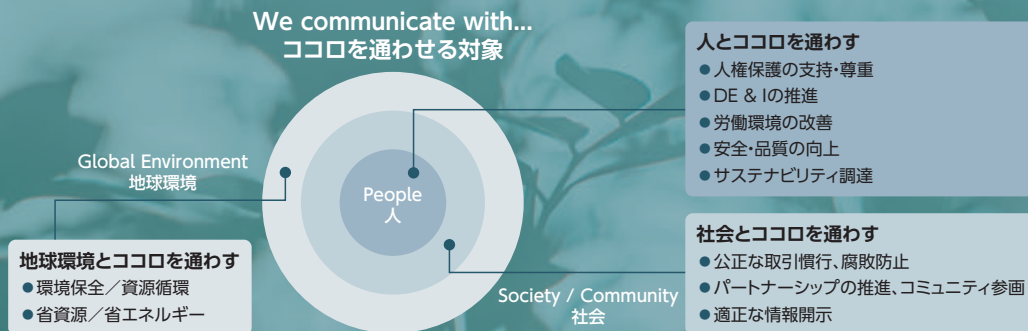 We communicate with...
ココロを通わせる対象
Global Environment
地球環境
People
人
Society / Community
社会
人とココロを通わす
●人権保護の支持・尊重
●DE & Iの推進
●労働環境の改善
●安全・品質の向上
●サステナビリティ調達
地球環境とココロを通わす
●環境保全／資源循環
●省資源／省エネルギー
社会とココロを通わす
●公正な取引慣行、腐敗防止
●パートナーシップの推進、コミュニティ参画
●適正な情報開示